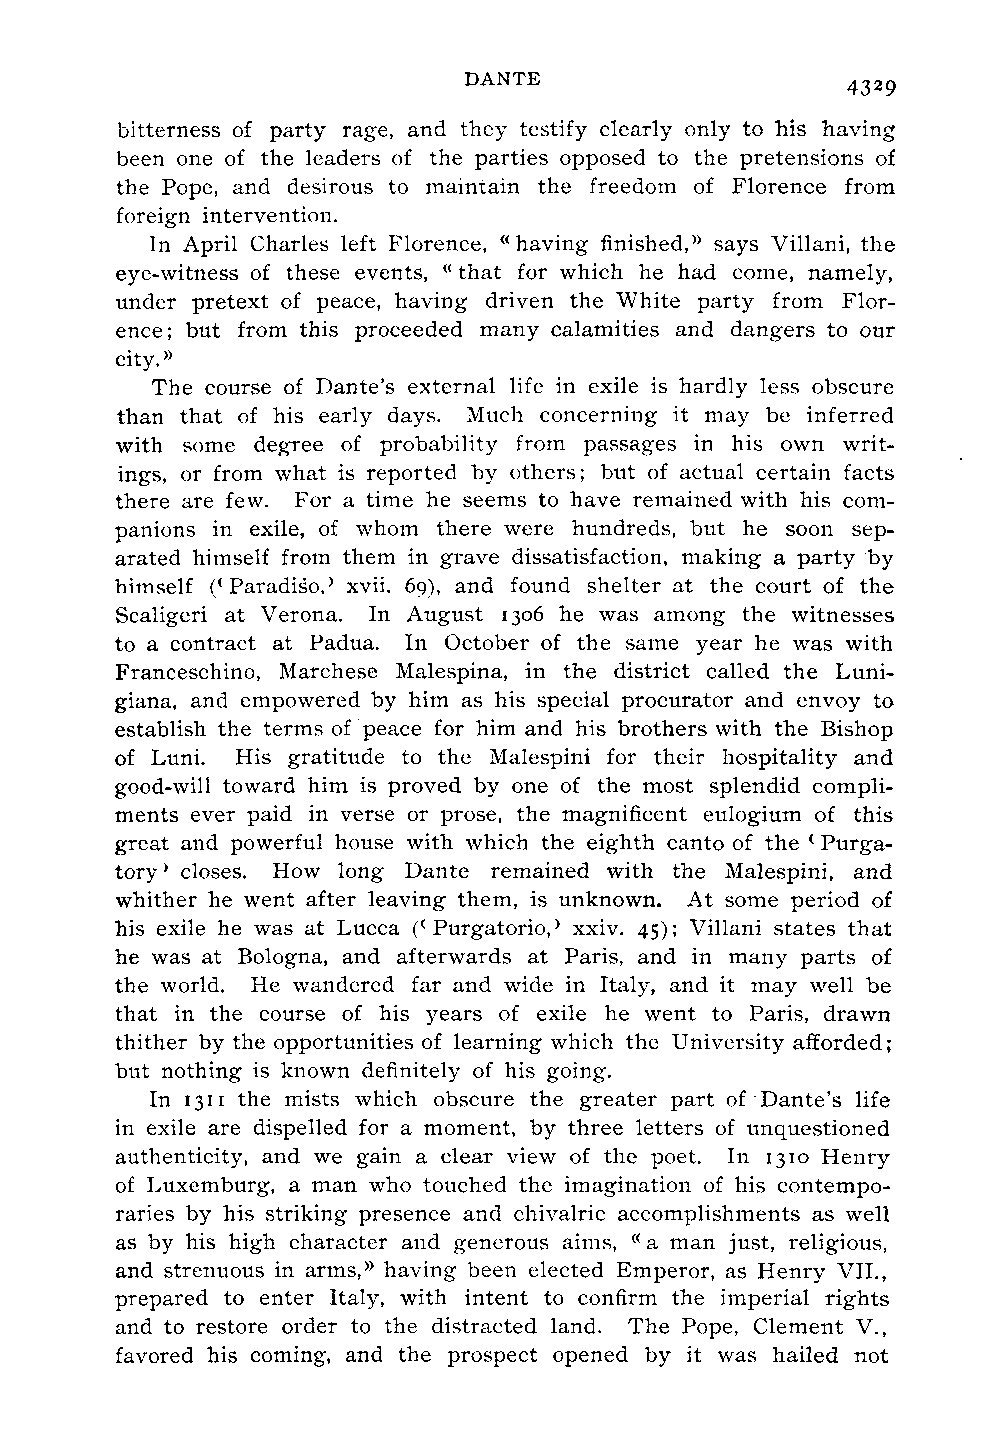 DANTE
4329
bitterness of party rage, and they testify clearly only to his having
been one of the leaders of the parties opposed to the pretensions of
the Pope, and desirous to maintain the freedom of Florence from
foreign intervention.
In April Charles left Florence, « having finished,» says Villani, the
eye-witness of these events, « that for which he had come, namely,
under pretext of peace, having driven the White party from Flor-
ence; but from this proceeded many calamities and dangers to our
city.»
The course of Dante's external life in exile is hardly less obscure
than that of his early days. Much concerning it may be inferred
with some degree of probability from passages in his own writ-
ings, or from what is reported by others; but of actual certain facts
there are few. For a time he seems to have remained with his com-
panions in exile, of whom there were hundreds, but he soon sep-
arated himself from them in grave dissatisfaction, making a party by
himself (‘Paradiso,’ xvii. 69), and found shelter at the court of the
Scaligeri at Verona. In August 1306 he was among the witnesses
to a contract at Padua. In October of the same year he was with
Franceschino, Marchese Malespina, in the district called the Luni-
giana, and empowered by him as his special procurator and envoy to
establish the terms of peace for him and his brothers with the Bishop
of Luni. His gratitude to the Malespini for their hospitality and
good-will toward him is proved by one of the most splendid compli-
ments ever paid in verse or prose, the magnificent eulogium of this
great and powerful house with which the eighth canto of the ‘Purga-
tory’ closes. How long Dante remained with the Malespini, and
whither he went after leaving them, is unknown. At some period of
his exile he was at Lucca (‘Purgatorio,’ xxiv. 45); Villani states that
he was at Bologna, and afterwards at Paris, and in many parts of
the world. He wandered far and wide in Italy, and it may well be
that in the course of his years of exile he went to Paris, drawn
thither by the opportunities of learning which the University afforded;
but nothing is known definitely of his going.
In 1311 the mists which obscure the greater part of Dante's life
in exile are dispelled for a moment, by three letters of unquestioned
authenticity, and we gain a clear view of the poet. In 1310 Henry
of Luxemburg, a man who touched the imagination of his contempo-
raries by his striking presence and chivalric accomplishments as well
as by his high character and generous aims, « a man just, religious,
and strenuous in arms,» having been elected Emperor, as Henry VII.,
prepared to enter Italy, with intent to confirm the imperial rights
and to restore order to the distracted land. The Pope, Clement V.,
favored his coming, and the prospect opened by it was hailed not